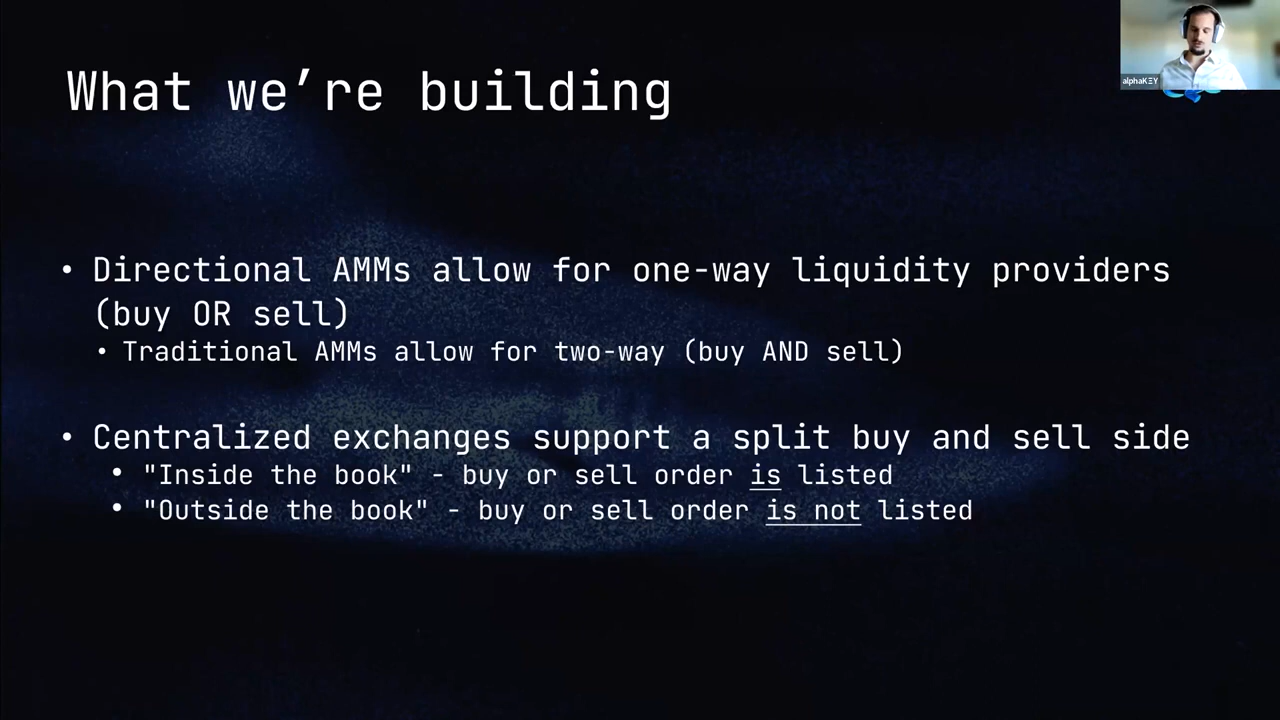 What we’re building
• Directional AMMs allow for one-way liquidity providers
(buy OR sell)
• Traditional AMMs allow for two-way (buy AND sell)
• Centralized exchanges support a split buy and sell side
• "Inside the book" - buy or sell order is listed
• "Outside the book" - buy or sell order is not listed
alphaKΞY